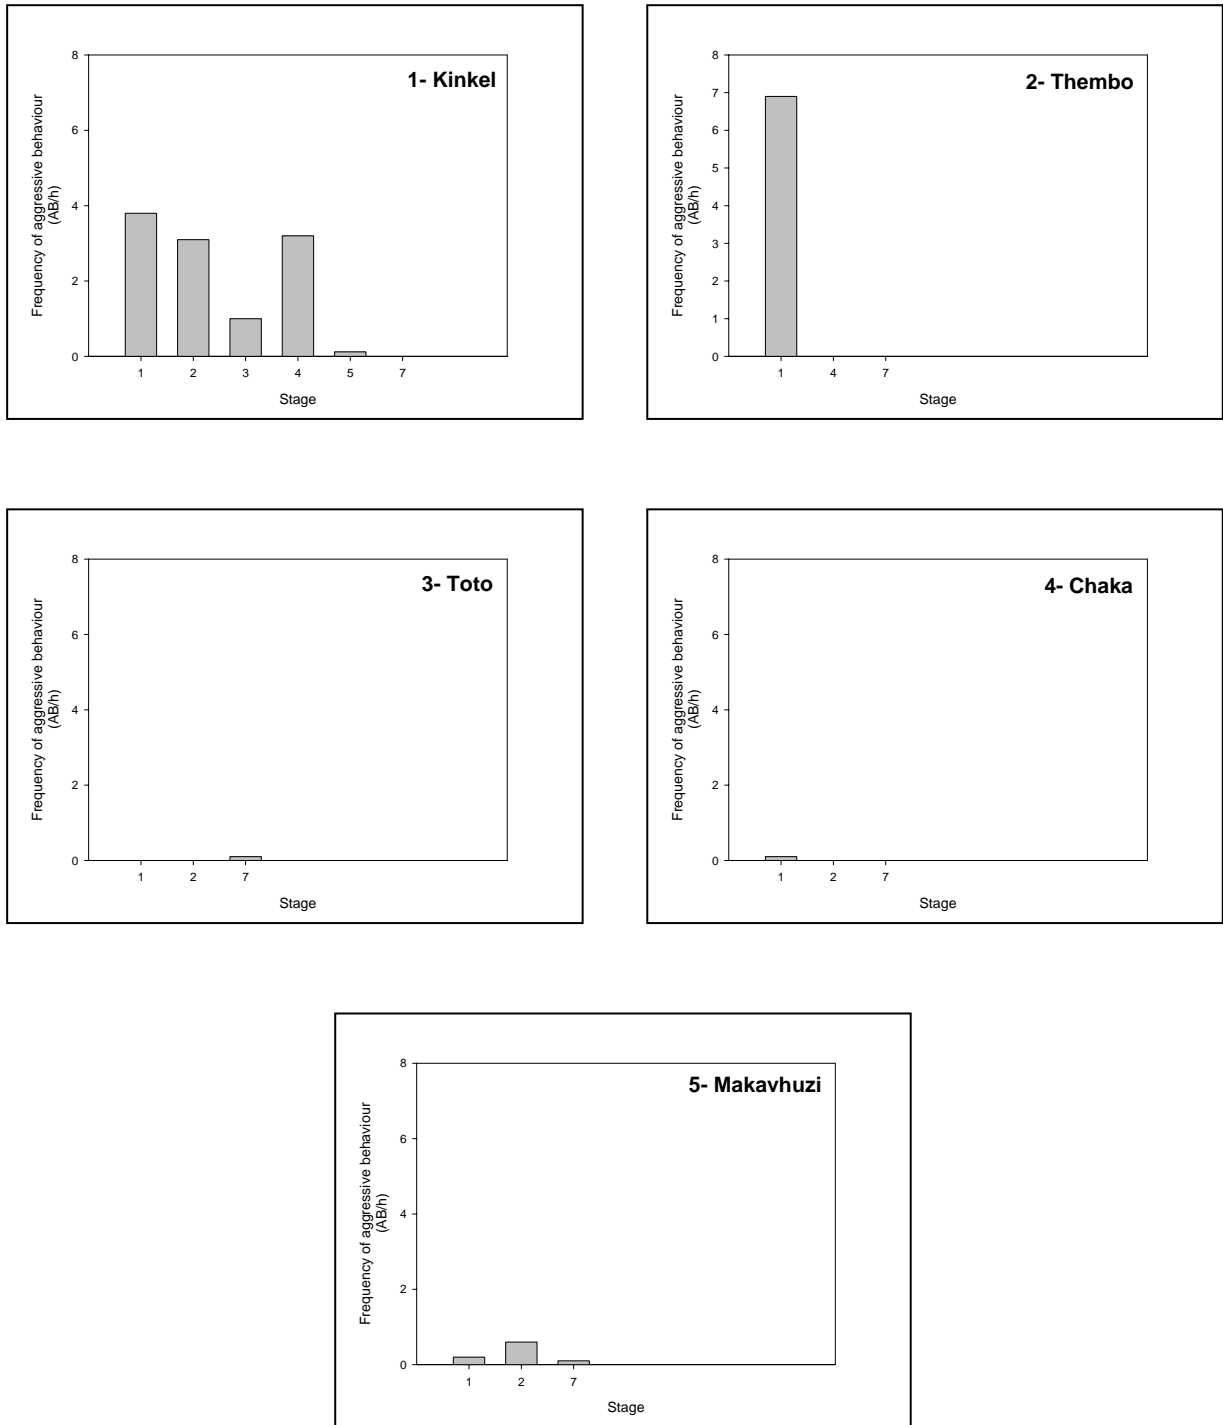 1- Kinkel
Frequency of aggressive behaviour
(AB/h)
8
6
4
2
0
1 2 3 4 5 7
Stage
2- Thembo
Frequency of aggressive behaviour
(AB/h)
8
7
6
5
4
3
2
1
0
1 4 7
Stage
3- Toto
Frequency of aggressive behaviour
(AB/h)
8
6
4
2
0
1 2 7
Stage
4- Chaka
Frequency of aggressive behaviour
(AB/h)
8
6
4
2
0
1 2 7
Stage
5- Makavhuzi
Frequency of aggressive behaviour
(AB/h)
8
6
4
2
0
1 2 7
Stage